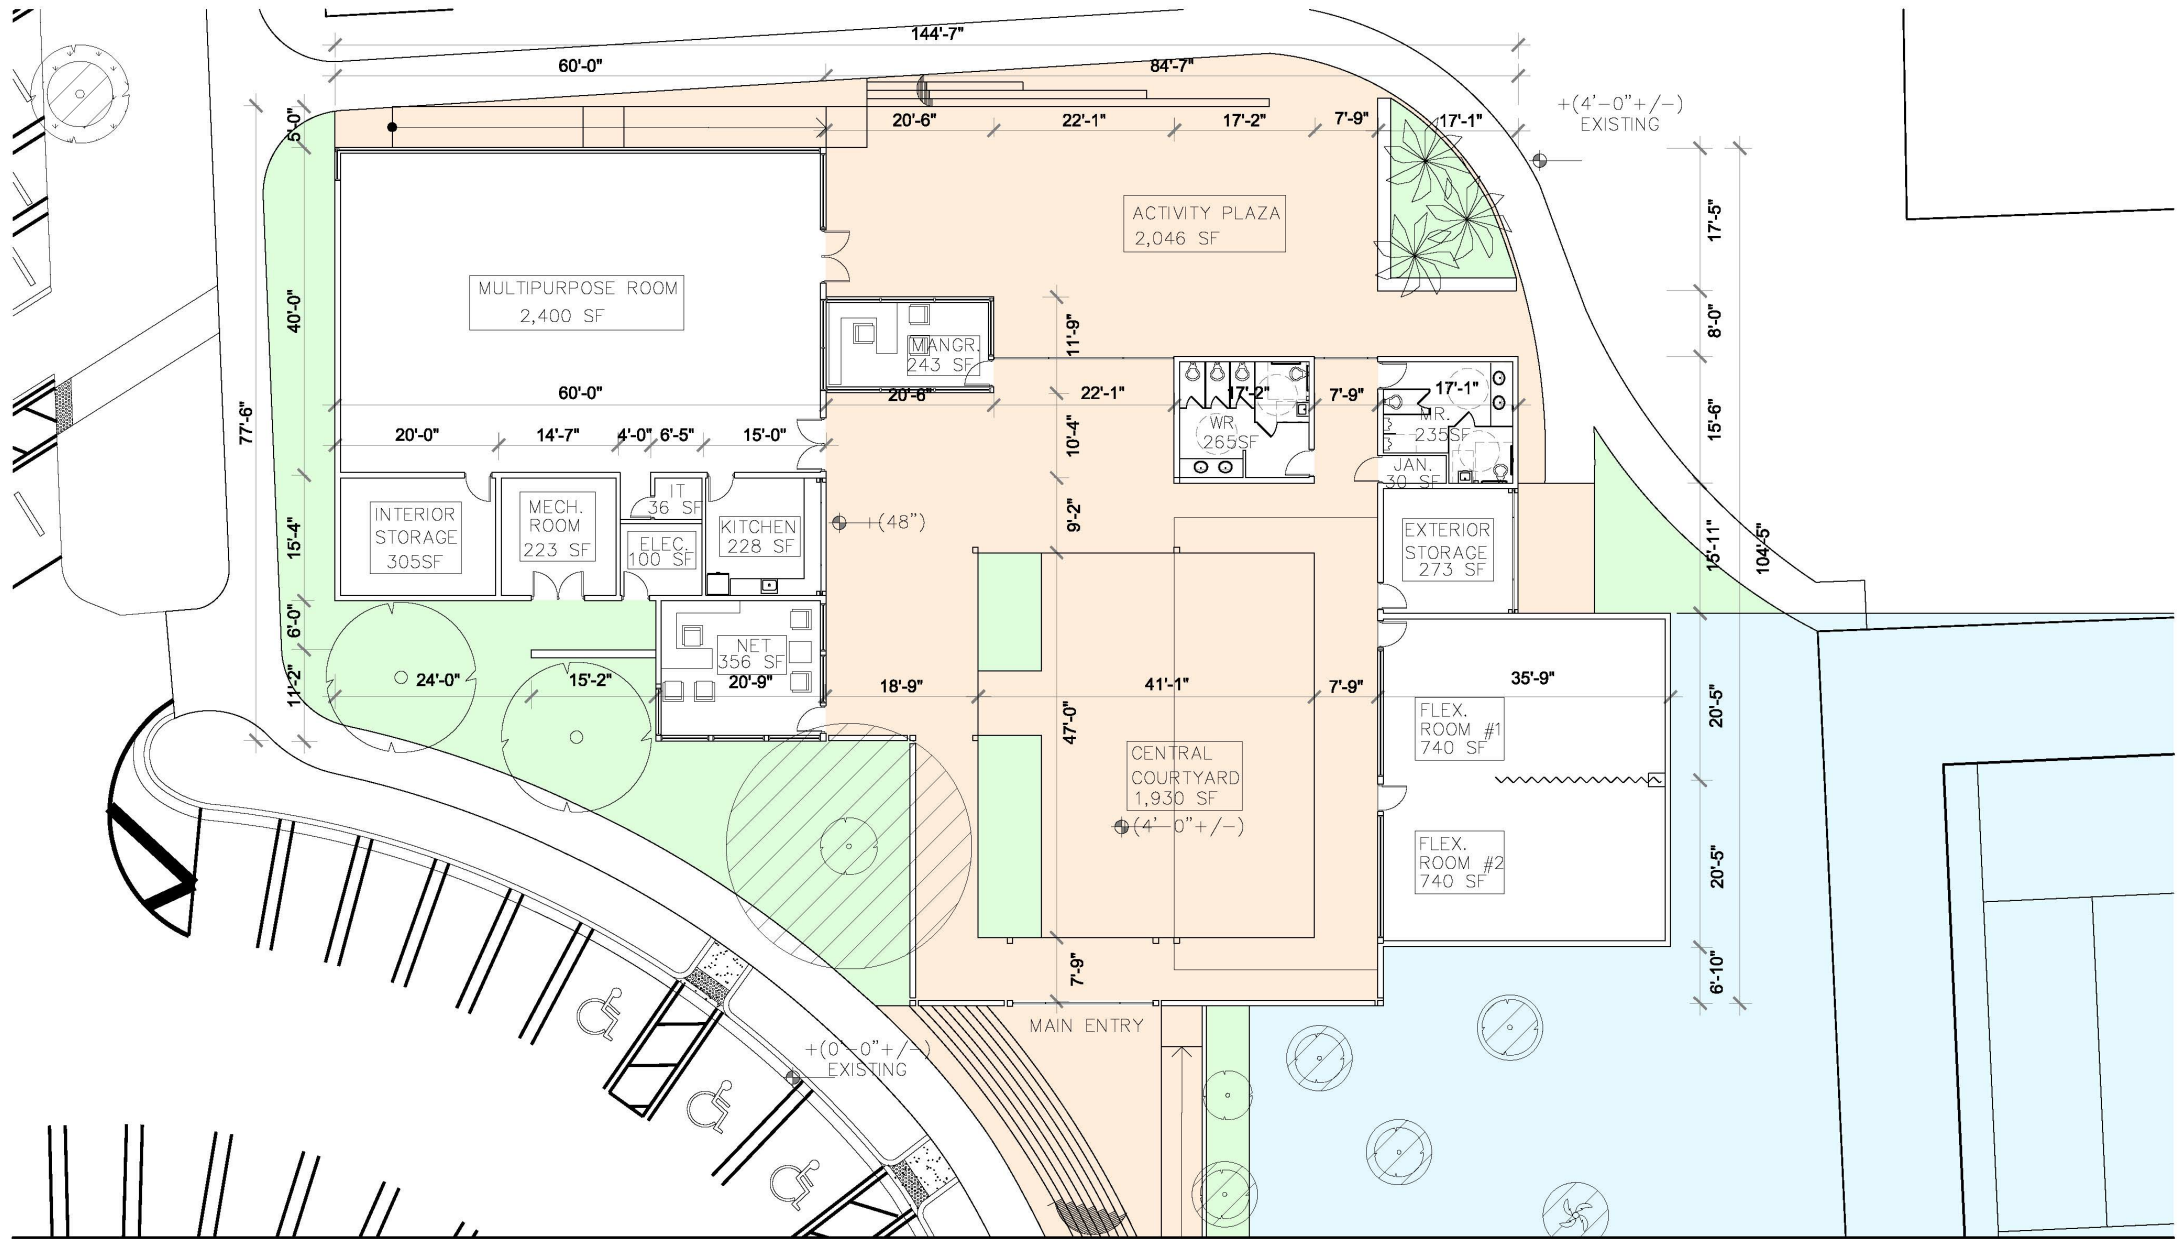 144'-7"
60'-0"
84'-7"
+(4'-0"+/-)
EXISTING
5'-0"
20'-6"
22'-1"
17'-2"
7'-9"
17'-1"
ACTIVITY PLAZA
2,046 SF
17'-5"
MULTIPURPOSE ROOM
2,400 SF
40'-0"
8'-0"
11'-9"
MANGR.
243 SF
77'-6"
60'-0"
20'-6"
22'-1"
17'-2"
7'-9"
17'-1"
15'-6"
20'-0"
14'-7"
4'-0"
6'-5"
15'-0"
10'-4"
WR.
265SF
MR.
235SF
JAN.
30 SF
INTERIOR
STORAGE
305SF
MECH.
ROOM
223 SF
IT
36 SF
ELEC.
100 SF
KITCHEN
228 SF
+(48")
9'-2"
EXTERIOR
STORAGE
273 SF
15'-4"
15'-11"
104'-5"
6'-0"
11'-2"
NET
356 SF
24'-0"
15'-2"
20'-9"
18'-9"
41'-1"
7'-9"
35'-9"
47'-0"
FLEX.
ROOM #1
740 SF
20'-5"
CENTRAL
COURTYARD
1,930 SF
(4'-0"+/-)
FLEX.
ROOM #2
740 SF
20'-5"
7'-9"
6'-10"
MAIN ENTRY
+(0'-0"+/-)
EXISTING